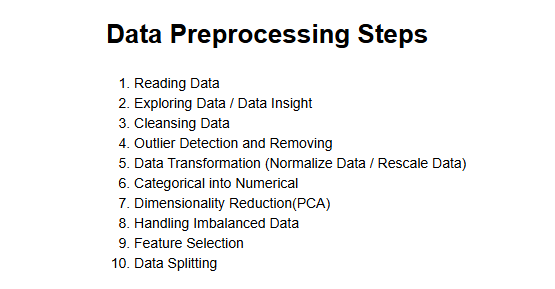 Data Preprocessing Steps
1. Reading Data
2. Exploring Data / Data Insight
3. Cleansing Data
4. Outlier Detection and Removing
5. Data Transformation (Normalize Data / Rescale Data)
6. Categorical into Numerical
7. Dimensionality Reduction(PCA)
8. Handling Imbalanced Data
9. Feature Selection
10. Data Splitting